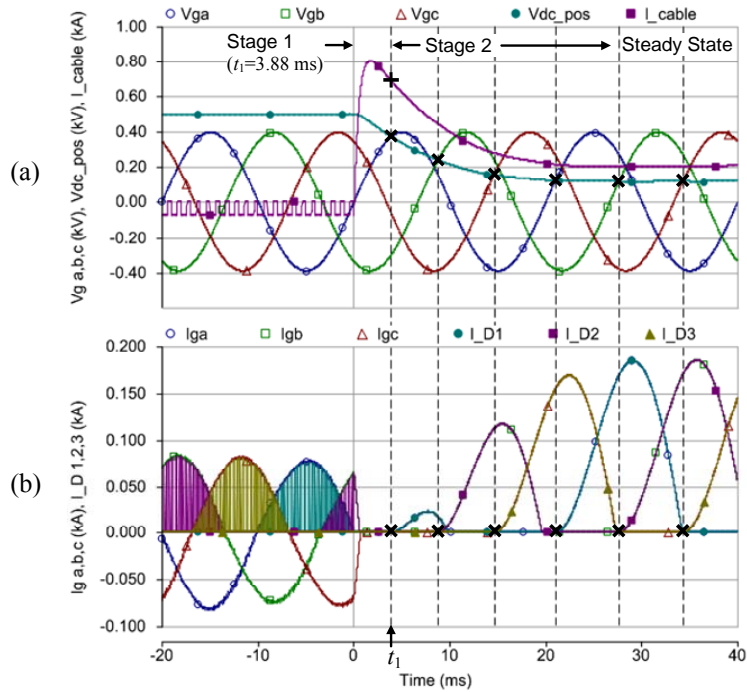 Vga Vgb Vgc Vdc_pos I_cable
1.00
0.80
0.60
0.40
0.20
0.00
-0.20
-0.40
Vg a,b,c (kV), Vdc_pos (kV), I_cable (kA)
Stage 1
(t₁=3.88 ms)
Stage 2
Steady State
(a)
Iga Igb Igc I_D1 I_D2 I_D3
0.200
0.150
0.100
0.050
0.000
-0.050
-0.100
Ig a,b,c (kA), I_D 1,2,3 (kA)
(b)
-20 -10 0 10 20 30 40
t₁
Time (ms)